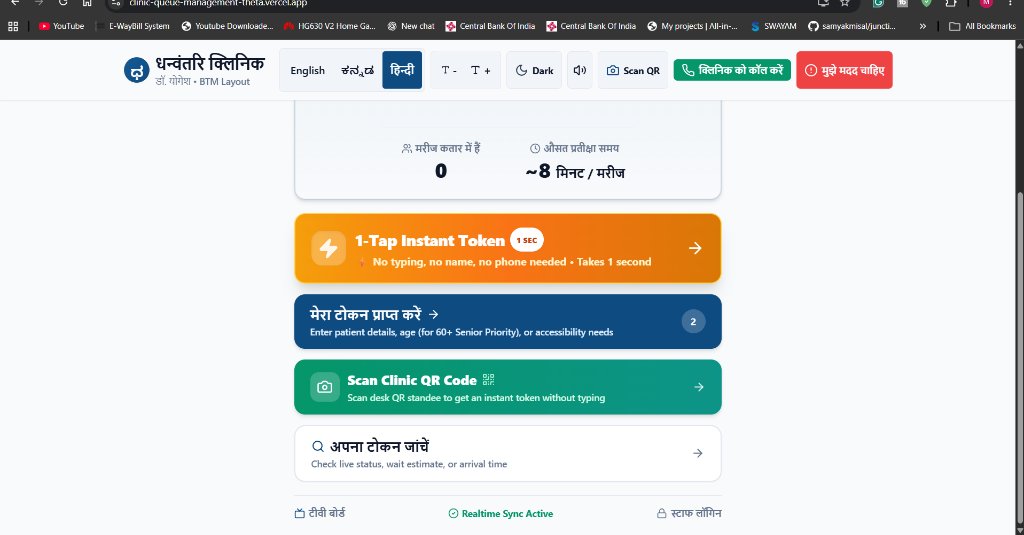 clinic-queue-management-theta.vercel.app
YouTube
E-WayBill System
Youtube Downloade...
HG630 V2 Home Ga...
New chat
Central Bank Of India
Central Bank Of India
My projects | All-in-...
SWAYAM
samyakmisal/juncti...
»
All Bookmarks
ಧ
धन्वंतरि क्लिनिक
डॉ. योगेश • BTM Layout
English
ಕನ್ನಡ
हिन्दी
T -
T +
Dark
Scan QR
क्लिनिक को कॉल करें
मुझे मदद चाहिए
मरीज कतार में हैं
0
औसत प्रतीक्षा समय
~8 मिनट / मरीज
1-Tap Instant Token 1 SEC
No typing, no name, no phone needed • Takes 1 second
मेरा टोकन प्राप्त करें →
Enter patient details, age (for 60+ Senior Priority), or accessibility needs
2
Scan Clinic QR Code
Scan desk QR standee to get an instant token without typing
अपना टोकन जांचें
Check live status, wait estimate, or arrival time
टीवी बोर्ड
Realtime Sync Active
स्टाफ लॉगिन